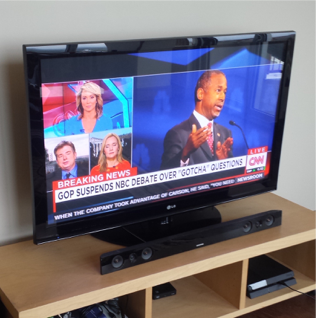 LIVE
CNN
BREAKING NEWS
GOP SUSPENDS NBC DEBATE OVER "GOTCHA" QUESTIONS
WHEN THE COMPANY TOOK ADVANTAGE OF CARSON, HE SAID, "YOU NEED
NEWSROOM
LG